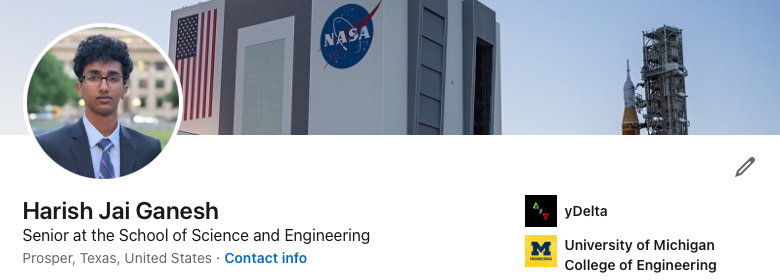 NASA
Harish Jai Ganesh
Senior at the School of Science and Engineering
Prosper, Texas, United States · Contact info
yDelta
M
ENGINEERING
University of Michigan
College of Engineering